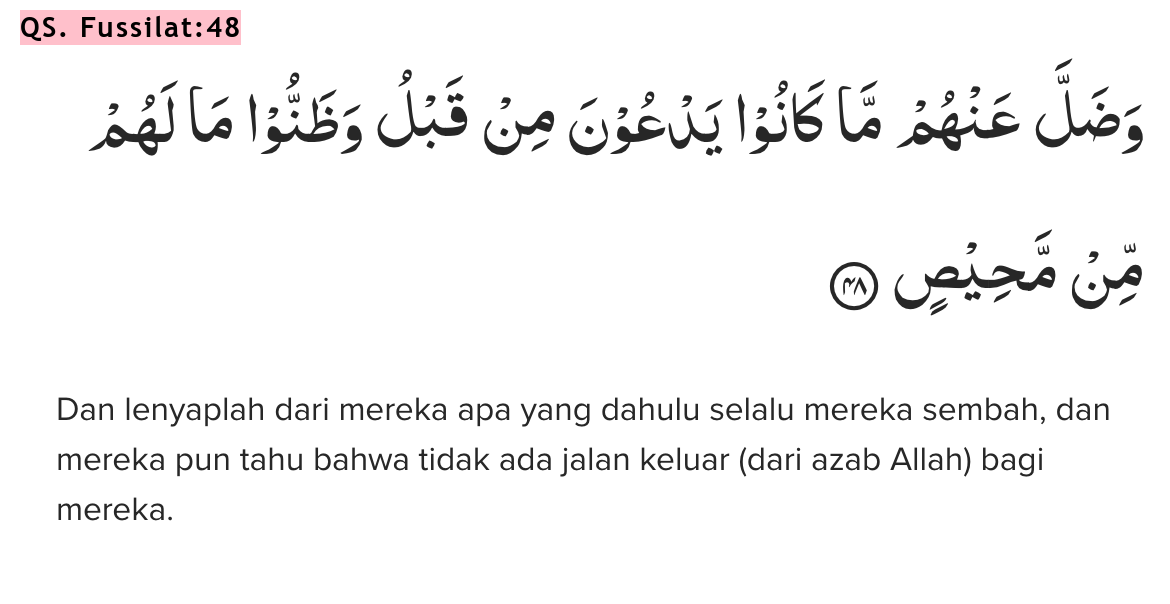 QS. Fussilat:48
وَضَلَّ عَنْهُمْ مَّا كَانُوْا يَدْعُوْنَ مِنْ قَبْلُ وَظَنُّوْا مَا لَهُمْ
مِّنْ مَّحِيْصٍ ۴۸
Dan lenyaplah dari mereka apa yang dahulu selalu mereka sembah, dan
mereka pun tahu bahwa tidak ada jalan keluar (dari azab Allah) bagi
mereka.